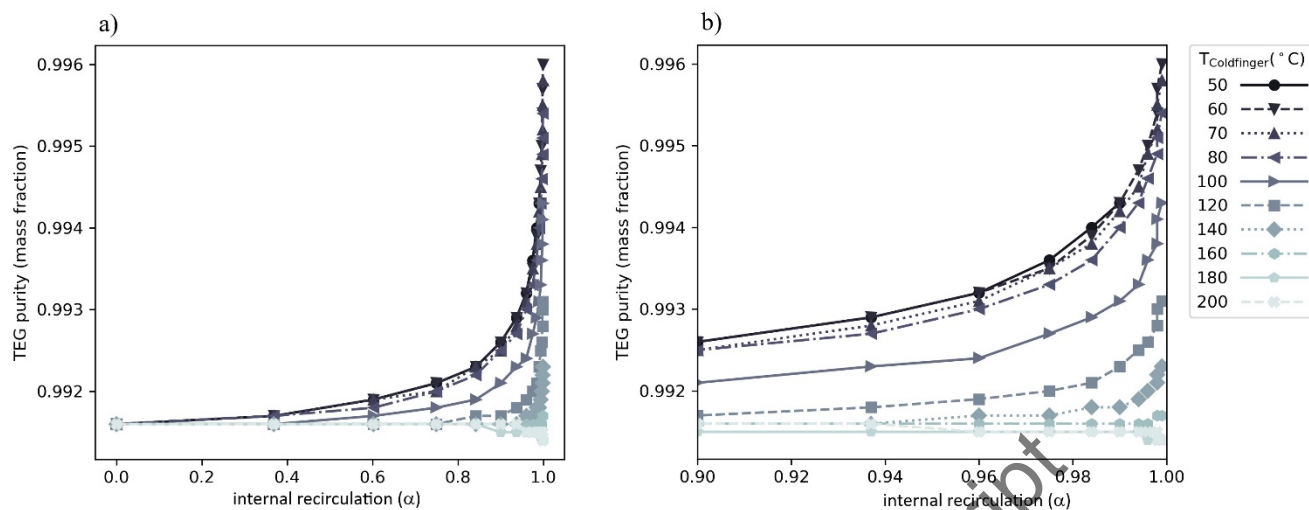 a)
0.996
0.995
0.994
0.993
0.992
TEG purity (mass fraction)
0.0 0.2 0.4 0.6 0.8 1.0
internal recirculation (α)
b)
0.996
0.995
0.994
0.993
0.992
TEG purity (mass fraction)
0.90 0.92 0.94 0.96 0.98 1.00
internal recirculation (α)
T_Coldfinger(°C)
50
60
70
80
100
120
140
160
180
200